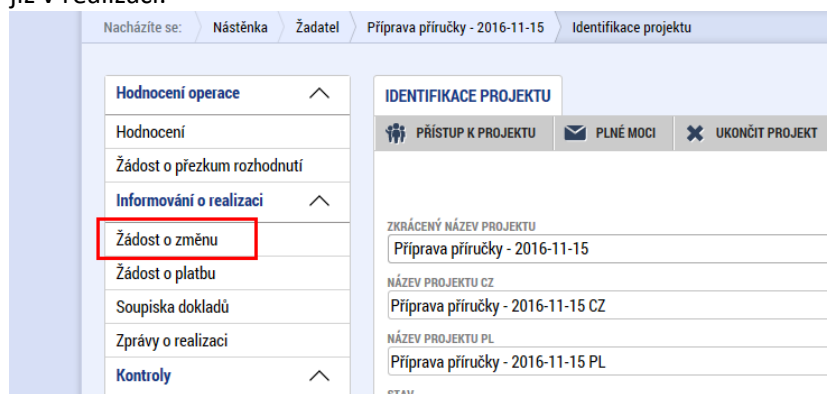 již v realizaci.
Nacházíte se: Nástěnka Žadatel Příprava příručky - 2016-11-15 Identifikace projektu
Hodnocení operace
Hodnocení
Žádost o přezkum rozhodnutí
Informování o realizaci
Žádost o změnu
Žádost o platbu
Soupiska dokladů
Zprávy o realizaci
Kontroly
IDENTIFIKACE PROJEKTU
PŘÍSTUP K PROJEKTU PLNÉ MOCI UKONČIT PROJEKT
ZKRÁCENÝ NÁZEV PROJEKTU
Příprava příručky - 2016-11-15
NÁZEV PROJEKTU CZ
Příprava příručky - 2016-11-15 CZ
NÁZEV PROJEKTU PL
Příprava příručky - 2016-11-15 PL
STAV